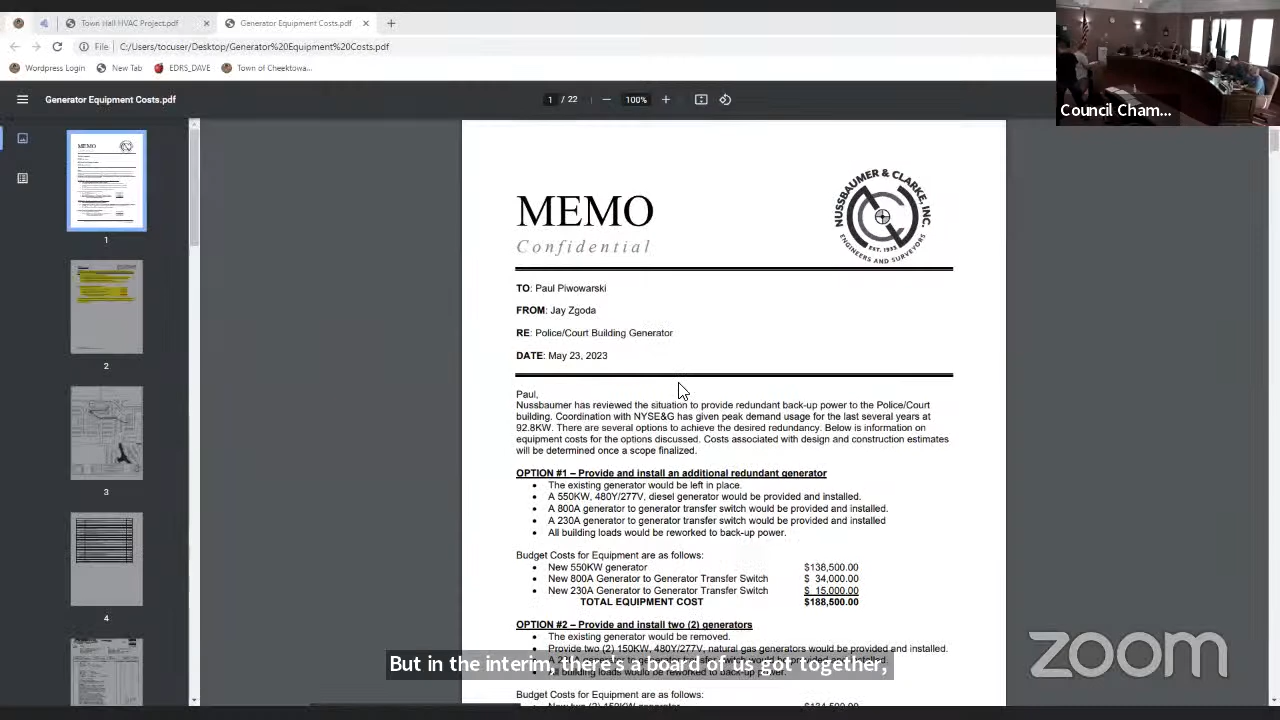 Town Hall HVAC Project.pdf
Generator Equipment Costs.pdf
File
C:/Users/tocuser/Desktop/Generator%20Equipment%20Costs.pdf
Wordpress Login
New Tab
EDRS_DAVE
Town of Cheektowa...
Generator Equipment Costs.pdf
1 / 22
100%
Council Cham...
1
2
3
4
MEMO
Confidential
NUSSBAUMER & CLARKE, INC.
EST. 1933
ENGINEERS AND SURVEYORS
TO: Paul Piwowarski
FROM: Jay Zgoda
RE: Police/Court Building Generator
DATE: May 23, 2023
Paul,
Nussbaumer has reviewed the situation to provide redundant back-up power to the Police/Court
building. Coordination with NYSE&G has given peak demand usage for the last several years at
92.8KW. There are several options to achieve the desired redundancy. Below is information on
equipment costs for the options discussed. Costs associated with design and construction estimates
will be determined once a scope finalized.
OPTION #1 – Provide and install an additional redundant generator
• The existing generator would be left in place.
• A 550KW, 480Y/277V, diesel generator would be provided and installed.
• A 800A generator to generator transfer switch would be provided and installed.
• A 230A generator to generator transfer switch would be provided and installed
• All building loads would be reworked to back-up power.
Budget Costs for Equipment are as follows:
• New 550KW generator $138,500.00
• New 800A Generator to Generator Transfer Switch $ 34,000.00
• New 230A Generator to Generator Transfer Switch $ 15,000.00
TOTAL EQUIPMENT COST $188,500.00
OPTION #2 – Provide and install two (2) generators
• The existing generator would be removed.
• Provide two (2) 150KW, 480Y/277V, natural gas generators would be provided and installed.
But in the interim, there's a board of us got together,
• All building loads would be reworked to back-up power.
Budget Costs for Equipment are as follows:
zoom